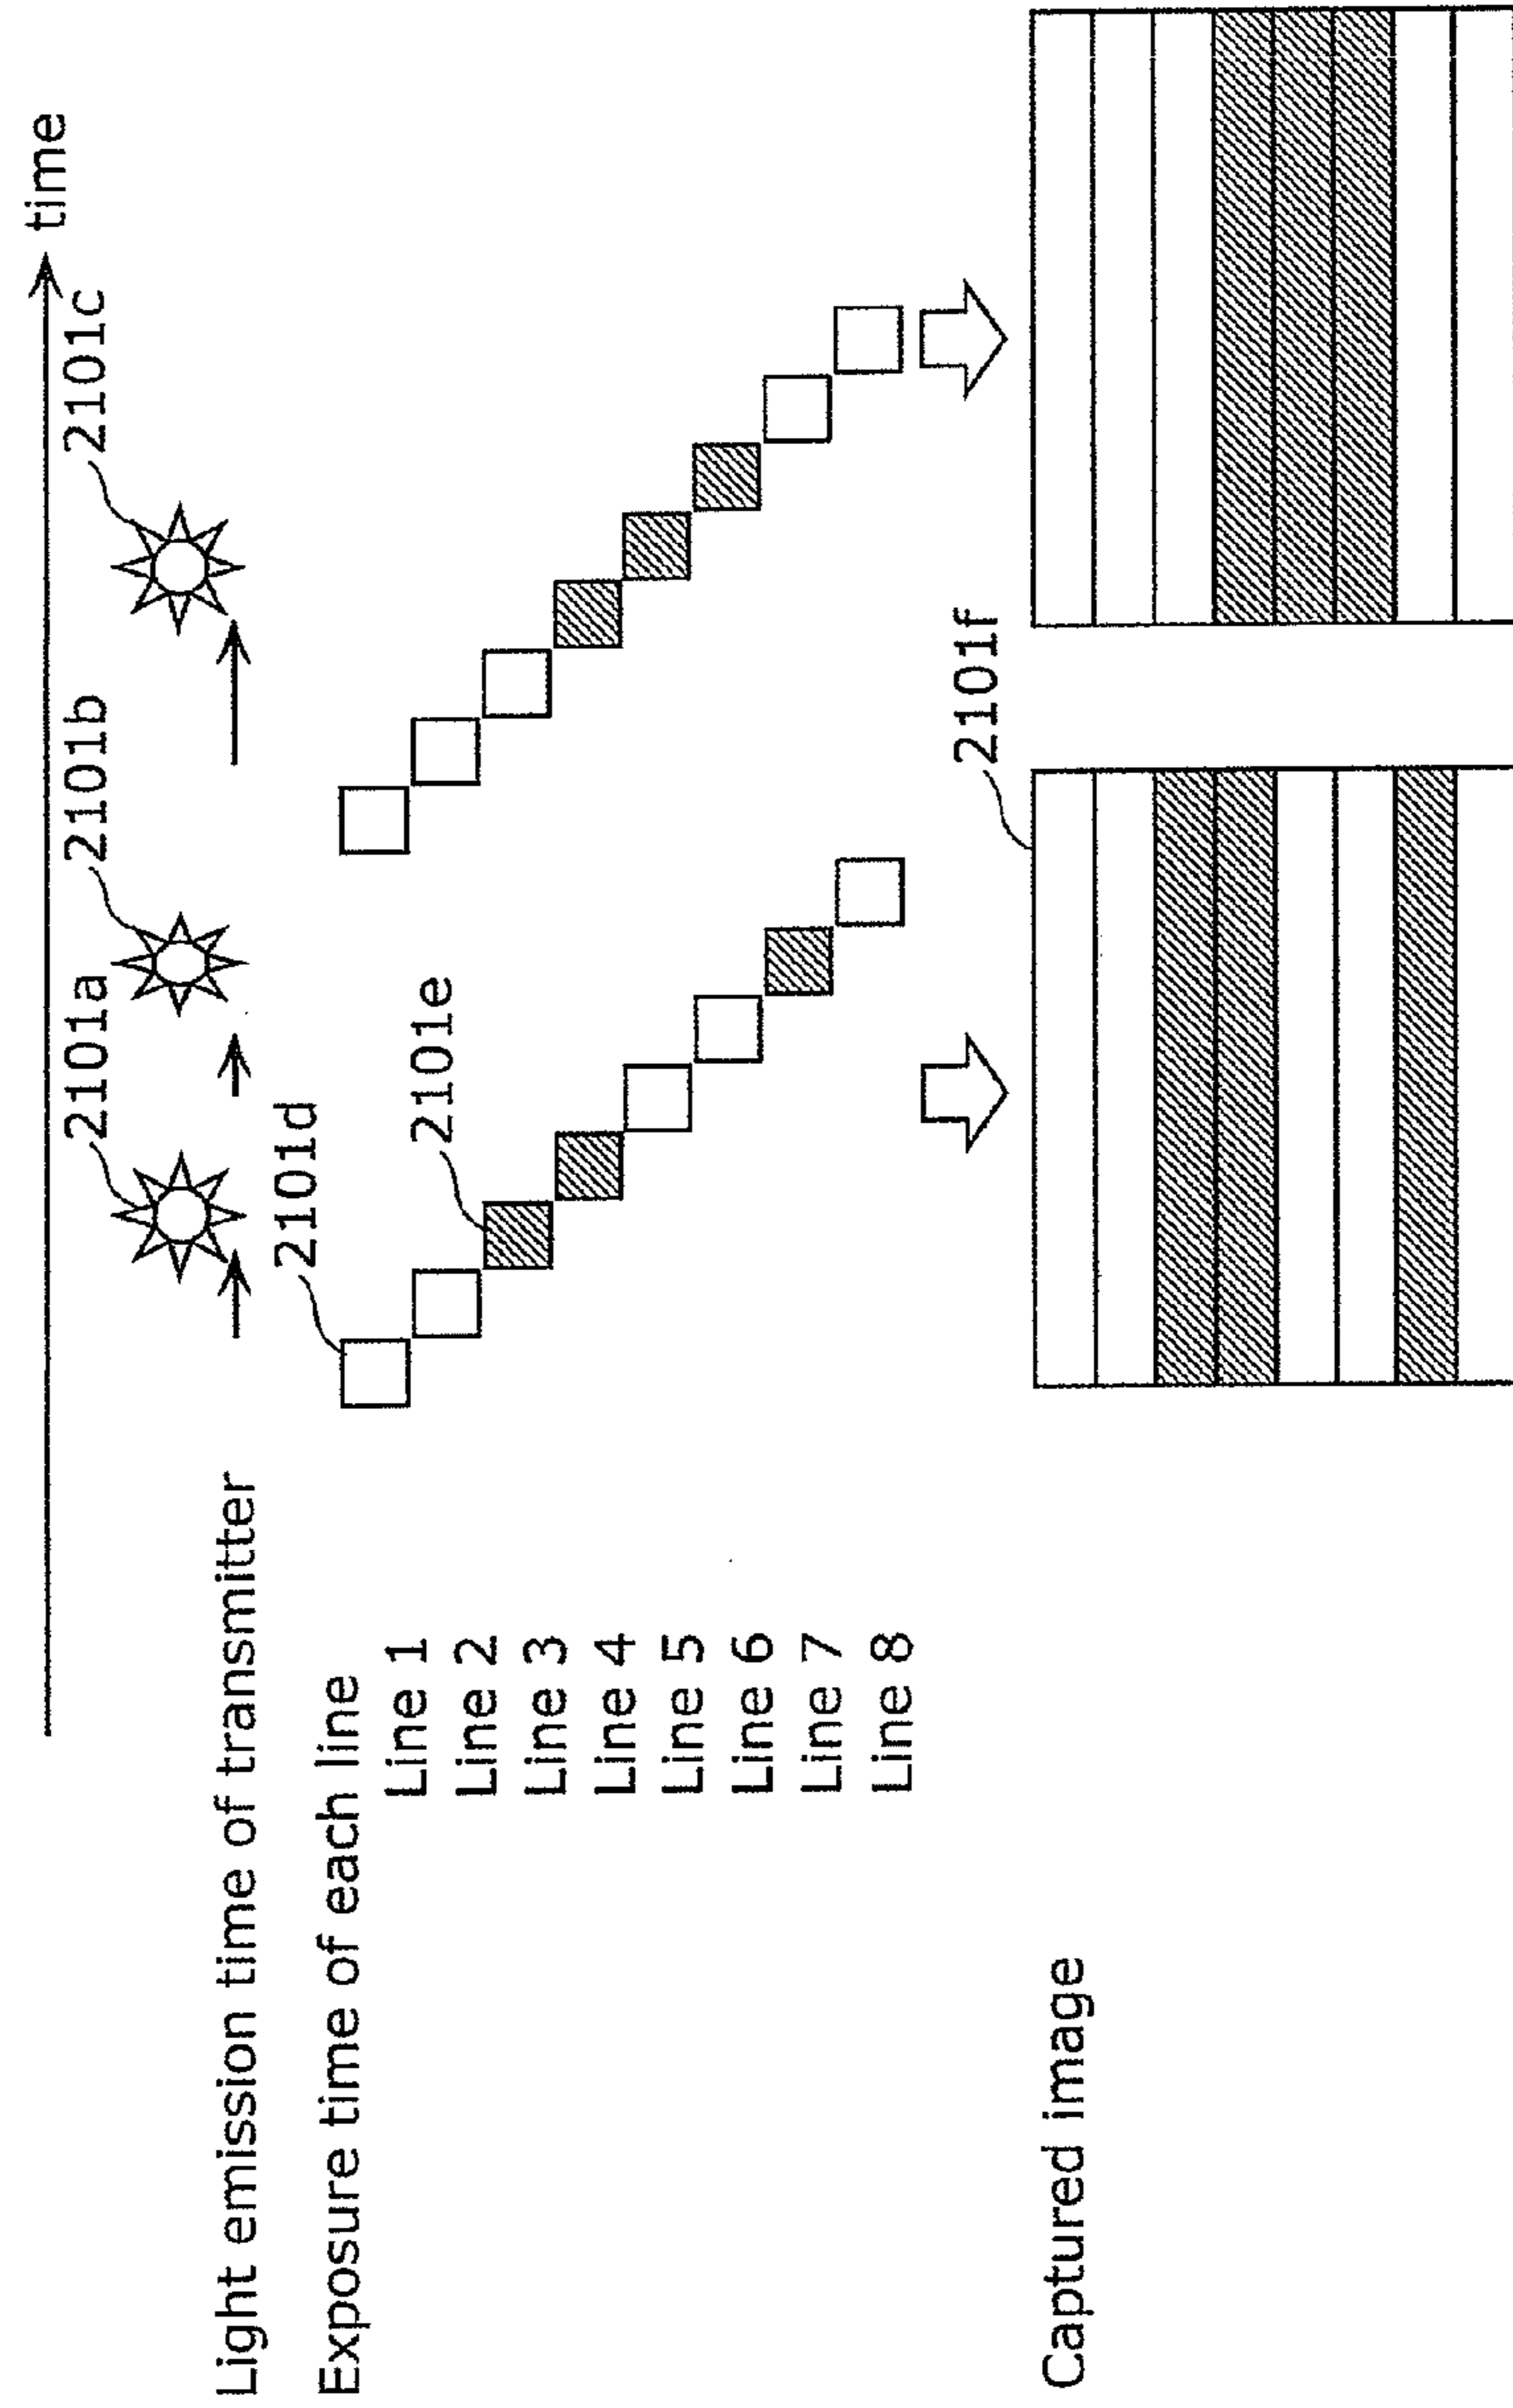 time
2101a
2101b
2101c
Light emission time of transmitter
2101d
Exposure time of each line
Line 1
2101e
Line 2
Line 3
Line 4
Line 5
Line 6
Line 7
Line 8
2101f
Captured image